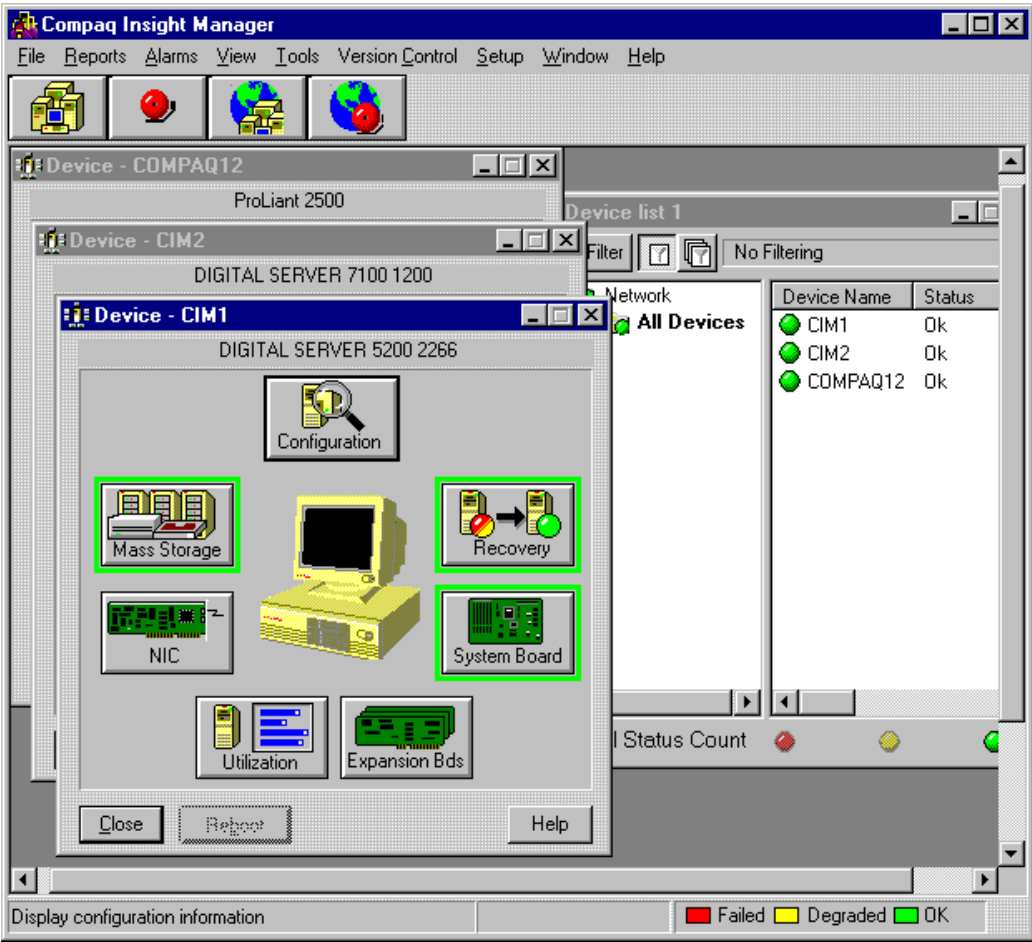 Compaq Insight Manager
File Reports Alarms View Tools Version Control Setup Window Help
Device - COMPAQ12
ProLiant 2500
Device list 1
Filter No Filtering
Network
All Devices
Device Name Status
CIM1 Ok
CIM2 Ok
COMPAQ12 Ok
Device - CIM2
DIGITAL SERVER 7100 1200
Device - CIM1
DIGITAL SERVER 5200 2266
Configuration
Mass Storage
Recovery
NIC
System Board
Utilization
Expansion Bds
l Status Count
Close Reboot Help
Display configuration information
Failed Degraded OK